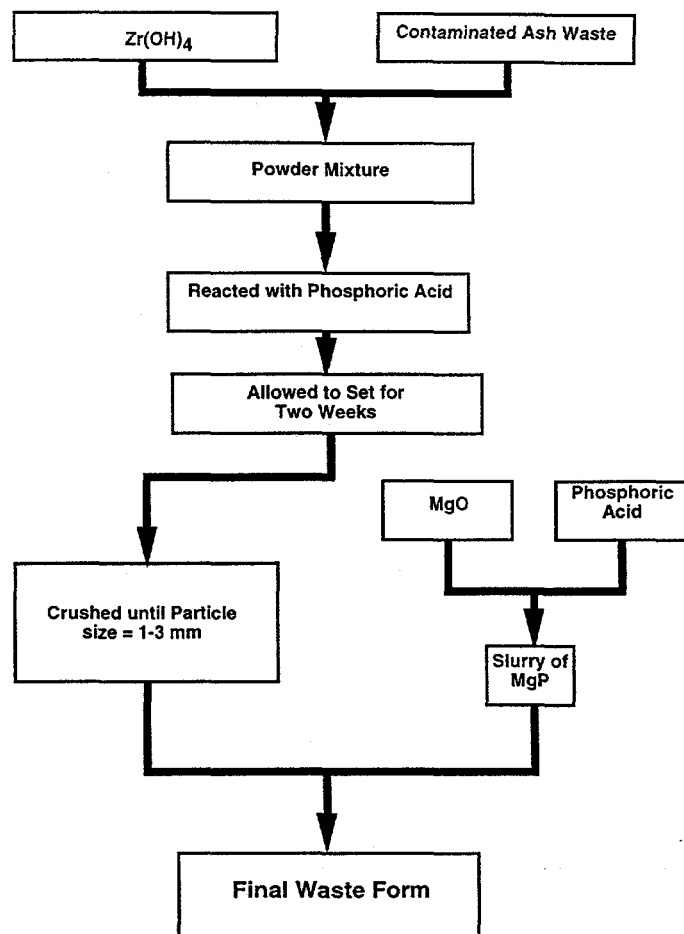 Zr(OH)4
Contaminated Ash Waste
Powder Mixture
Reacted with Phosphoric Acid
Allowed to Set for
Two Weeks
MgO
Phosphoric
Acid
Crushed until Particle
size = 1-3 mm
Slurry of
MgP
Final Waste Form